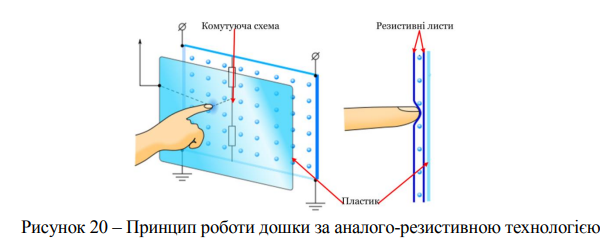 Комутуюча схема
Резистивні листи
Пластик
Рисунок 20 – Принцип роботи дошки за аналого-резистивною технологією